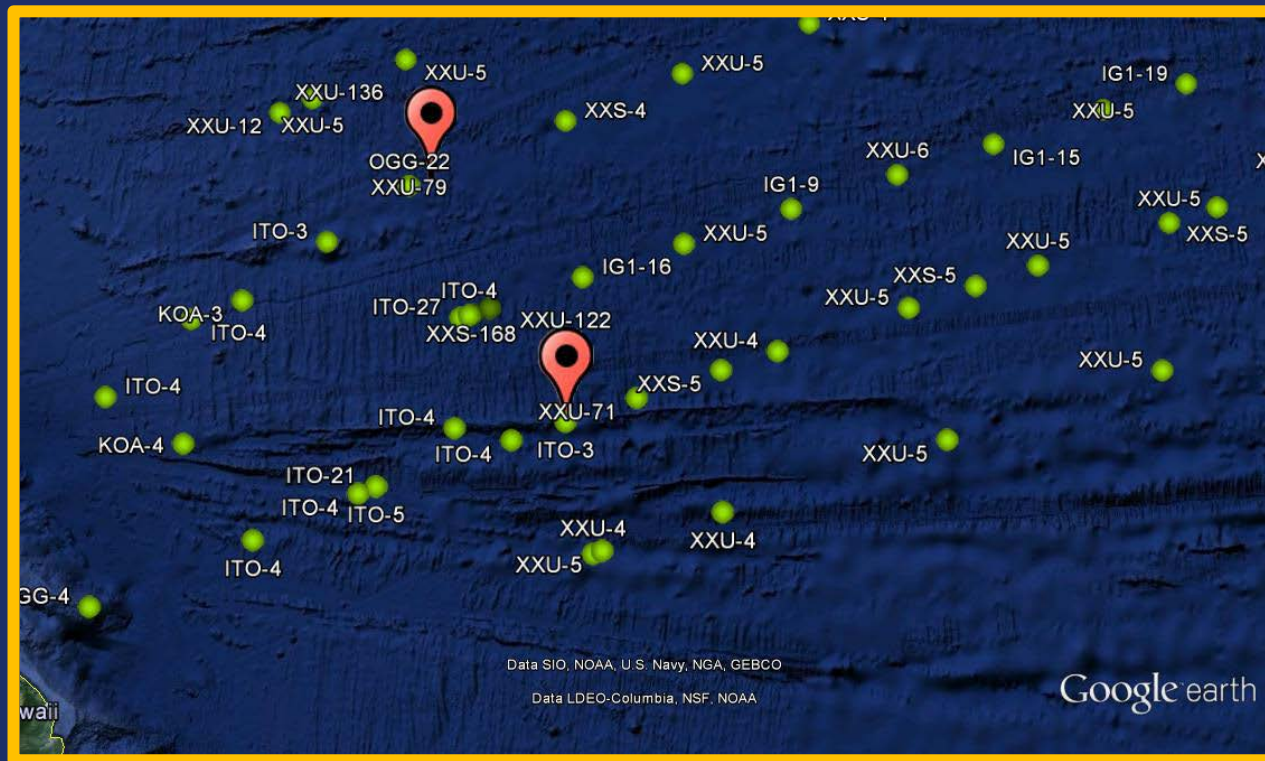 XXU-5
XXU-5
IG1-19
XXU-136
XXU-5
XXU-12
XXU-5
XXS-4
OGG-22
XXU-79
XXU-6
IG1-15
IG1-9
XXU-5
XXS-5
ITO-3
XXU-5
XXU-5
IG1-16
XXS-5
ITO-4
ITO-27
XXU-5
KOA-3
ITO-4
XXS-168
XXU-122
XXU-4
XXU-5
ITO-4
XXS-5
ITO-4
XXU-71
KOA-4
ITO-4
ITO-3
XXU-5
ITO-21
ITO-4
ITO-5
XXU-4
XXU-4
XXU-5
ITO-4
GG-4
Data SIO, NOAA, U.S. Navy, NGA, GEBCO
Data LDEO-Columbia, NSF, NOAA
Google earth
waii